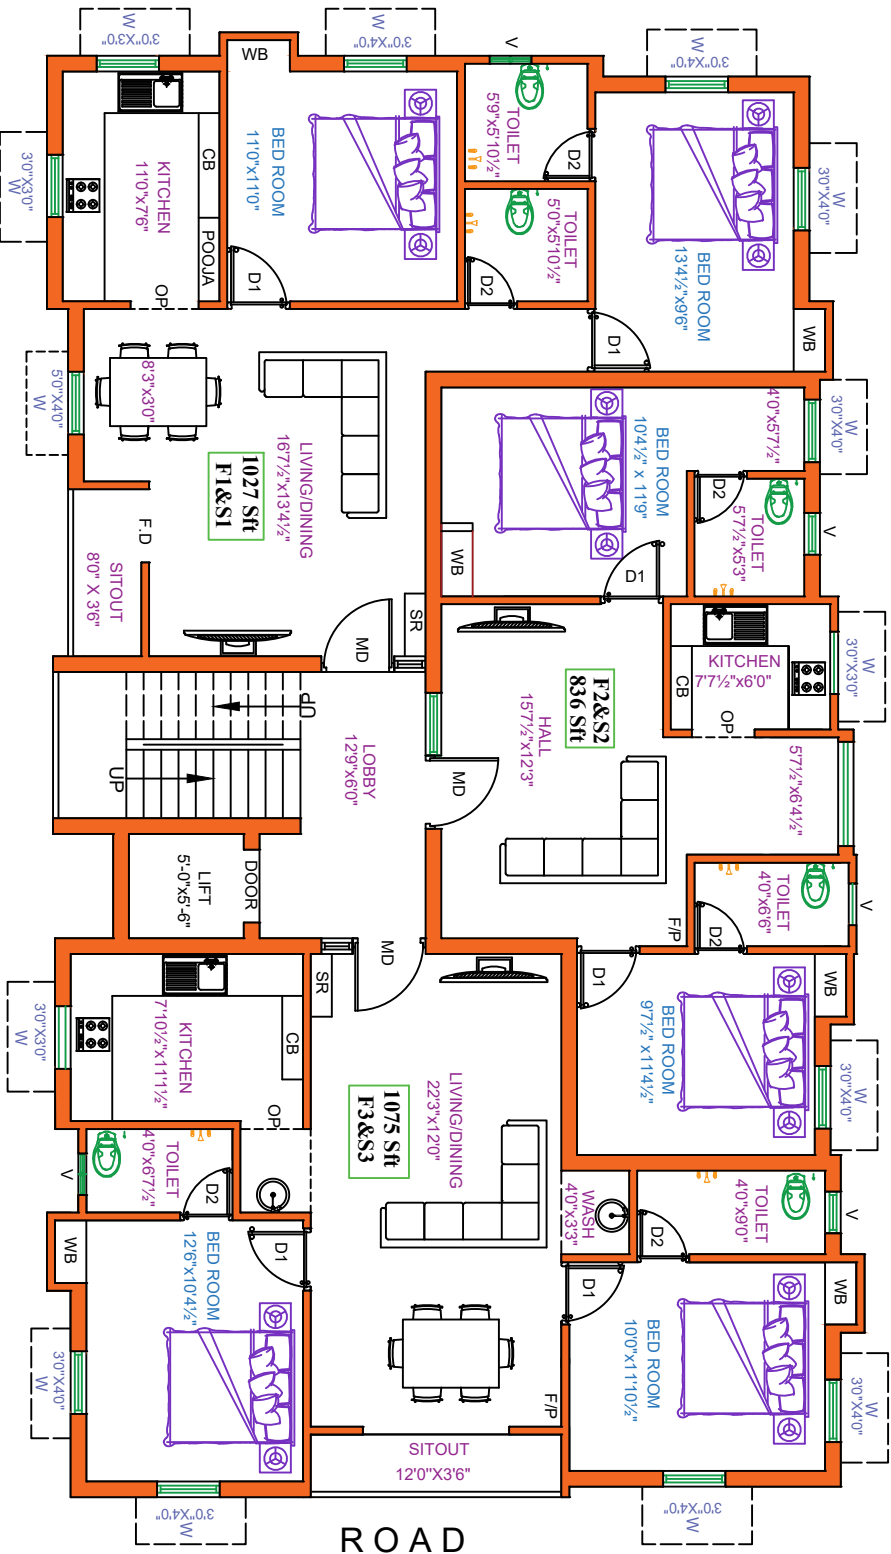 W
3'0"X3'0"
W
3'0"X4'0"
V
W
3'0"X4'0"
WB
TOILET
5'9"x5'10½"
D2
W
3'0"X3'0"
KITCHEN
11'0"x7'6"
CB
POOJA
OP
BED ROOM
11'0"x11'0"
D1
TOILET
5'0"x5'10½"
D2
BED ROOM
13'4½"x9'6"
W
3'0"X4'0"
WB
D1
W
5'0"X4'0"
8'3"x3'0"
LIVING/DINING
16'7½"x13'4½"
1027 Sft
F1&S1
F.D
SITOUT
8'0" X 3'6"
SR
MD
BED ROOM
10'4½" x 11'9"
WB
D1
4'0"x5'7½"
W
3'0"X4'0"
D2
TOILET
5'7½"x5'3"
V
KITCHEN
7'7½"x6'0"
CB
OP
W
3'0"X3'0"
F2&S2
836 Sft
HALL
15'7½"x12'3"
5'7½"x6'4½"
UP
UP
LOBBY
12'9"x6'0"
MD
LIFT
5'-0"x5'-6"
DOOR
F/P
TOILET
4'0"x6'6"
D2
V
MD
D1
WB
BED ROOM
9'7½" x11'4½"
W
3'0"X4'0"
SR
W
3'0"X3'0"
KITCHEN
7'10½"x11'1½"
CB
OP
LIVING/DINING
22'3"x12'0"
1075 Sft
F3&S3
V
TOILET
4'0"x6'7½"
D2
WASH
4'0"x3'3"
TOILET
4'0"x9'0"
D2
V
WB
BED ROOM
12'6"x10'4½"
D1
D1
WB
BED ROOM
10'0"x11'10½"
W
3'0"X4'0"
W
3'0"X4'0"
F/P
SITOUT
12'0"X3'6"
W
3'0"X4'0"
W
3'0"X4'0"
ROAD